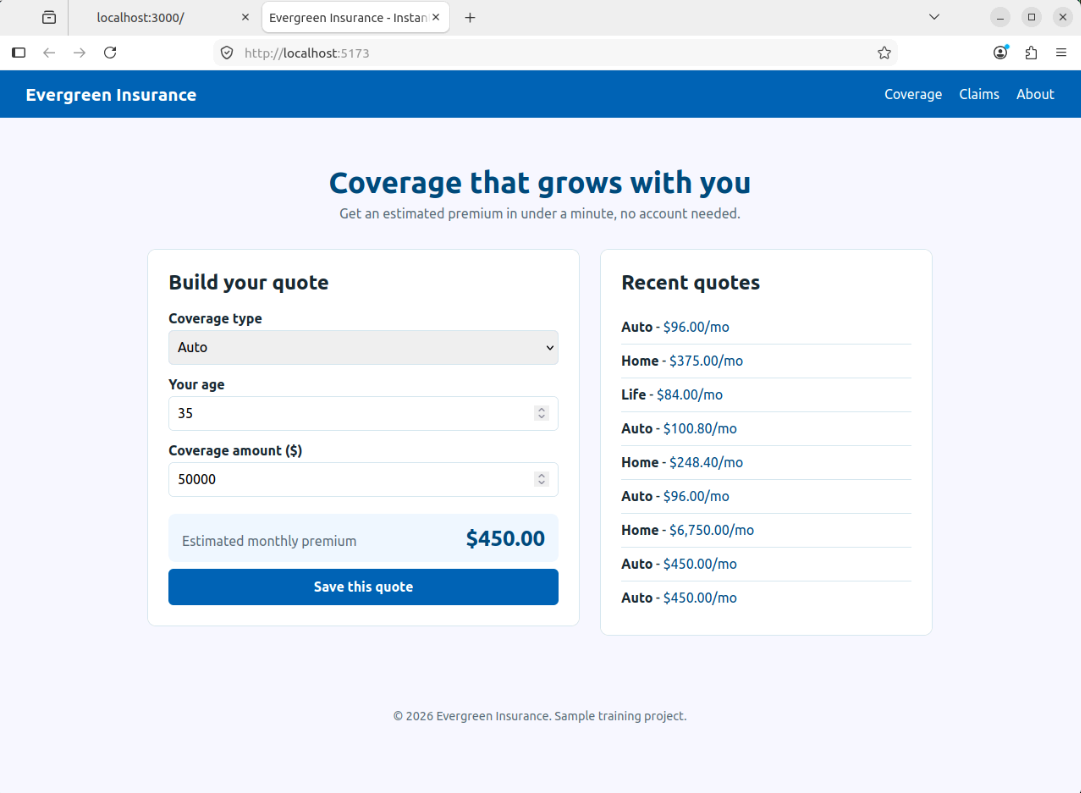 localhost:3000/
Evergreen Insurance - Instan
http://localhost:5173
Evergreen Insurance
Coverage Claims About
Coverage that grows with you
Get an estimated premium in under a minute, no account needed.
Build your quote
Coverage type
Auto
Your age
35
Coverage amount ($)
50000
Estimated monthly premium
$450.00
Save this quote
Recent quotes
Auto - $96.00/mo
Home - $375.00/mo
Life - $84.00/mo
Auto - $100.80/mo
Home - $248.40/mo
Auto - $96.00/mo
Home - $6,750.00/mo
Auto - $450.00/mo
Auto - $450.00/mo
© 2026 Evergreen Insurance. Sample training project.